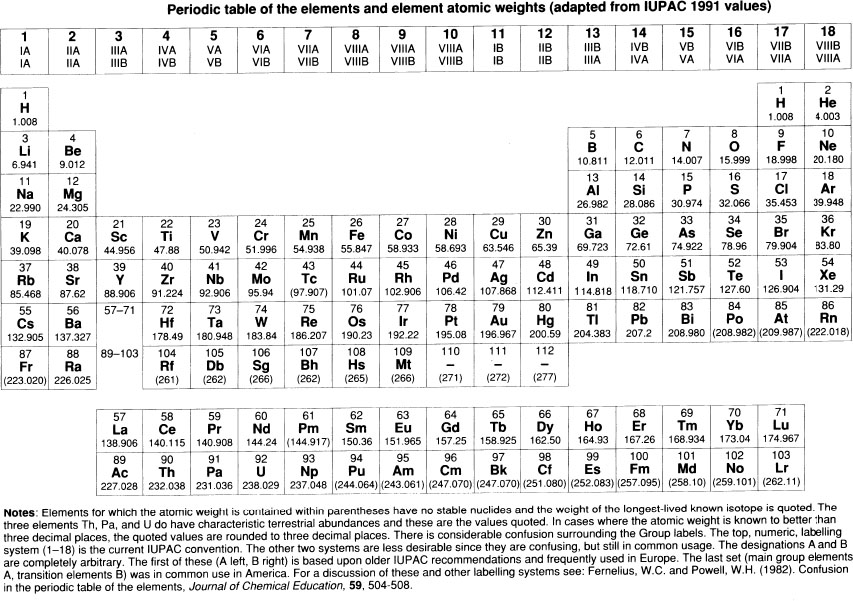 Periodic table of the elements and element atomic weights (adapted from IUPAC 1991 values)
1 2 3 4 5 6 7 8 9 10 11 12 13 14 15 16 17 18
IA IIA IIIA IVA VA VIA VIIA VIIIA VIIIA VIIIA IB IIB IIIB IVB VB VIB VIIB VIIIB
IA IIA IIIB IVB VB VIB VIIB VIIIB VIIIB VIIIB IB IIB IIIA IVA VA VIA VIIA VIIIA
1 1 2
H H He
1.008 1.008 4.003
3 4 5 6 7 8 9 10
Li Be B C N O F Ne
6.941 9.012 10.811 12.011 14.007 15.999 18.998 20.180
11 12 13 14 15 16 17 18
Na Mg Al Si P S Cl Ar
22.990 24.305 26.982 28.086 30.974 32.066 35.453 39.948
19 20 21 22 23 24 25 26 27 28 29 30 31 32 33 34 35 36
K Ca Sc Ti V Cr Mn Fe Co Ni Cu Zn Ga Ge As Se Br Kr
39.098 40.078 44.956 47.88 50.942 51.996 54.938 55.847 58.933 58.693 63.546 65.39 69.723 72.61 74.922 78.96 79.904 83.80
37 38 39 40 41 42 43 44 45 46 47 48 49 50 51 52 53 54
Rb Sr Y Zr Nb Mo Tc Ru Rh Pd Ag Cd In Sn Sb Te I Xe
85.468 87.62 88.906 91.224 92.906 95.94 (97.907) 101.07 102.906 106.42 107.868 112.411 114.818 118.710 121.757 127.60 126.904 131.29
55 56 57–71 72 73 74 75 76 77 78 79 80 81 82 83 84 85 86
Cs Ba Hf Ta W Re Os Ir Pt Au Hg Tl Pb Bi Po At Rn
132.905 137.327 178.49 180.948 183.84 186.207 190.23 192.22 195.08 196.967 200.59 204.383 207.2 208.980 (208.982) (209.987) (222.018)
87 88 89–103 104 105 106 107 108 109 110 111 112
Fr Ra Rf Db Sg Bh Hs Mt – – –
(223.020) 226.025 (261) (262) (266) (262) (265) (266) (271) (272) (277)
57 58 59 60 61 62 63 64 65 66 67 68 69 70 71
La Ce Pr Nd Pm Sm Eu Gd Tb Dy Ho Er Tm Yb Lu
138.906 140.115 140.908 144.24 (144.917) 150.36 151.965 157.25 158.925 162.50 164.93 167.26 168.934 173.04 174.967
89 90 91 92 93 94 95 96 97 98 99 100 101 102 103
Ac Th Pa U Np Pu Am Cm Bk Cf Es Fm Md No Lr
227.028 232.038 231.036 238.029 237.048 (244.064) (243.061) (247.070) (247.070) (251.080) (252.083) (257.095) (258.10) (259.101) (262.11)
Notes: Elements for which the atomic weight is contained within parentheses have no stable nuclides and the weight of the longest-lived known isotope is quoted. The
three elements Th, Pa, and U do have characteristic terrestrial abundances and these are the values quoted. In cases where the atomic weight is known to better than
three decimal places, the quoted values are rounded to three decimal places. There is considerable confusion surrounding the Group labels. The top, numeric, labelling
system (1–18) is the current IUPAC convention. The other two systems are less desirable since they are confusing, but still in common usage. The designations A and B
are completely arbitrary. The first of these (A left, B right) is based upon older IUPAC recommendations and frequently used in Europe. The last set (main group elements
A, transition elements B) was in common use in America. For a discussion of these and other labelling systems see: Fernelius, W.C. and Powell, W.H. (1982). Confusion
in the periodic table of the elements, Journal of Chemical Education, 59, 504-508.